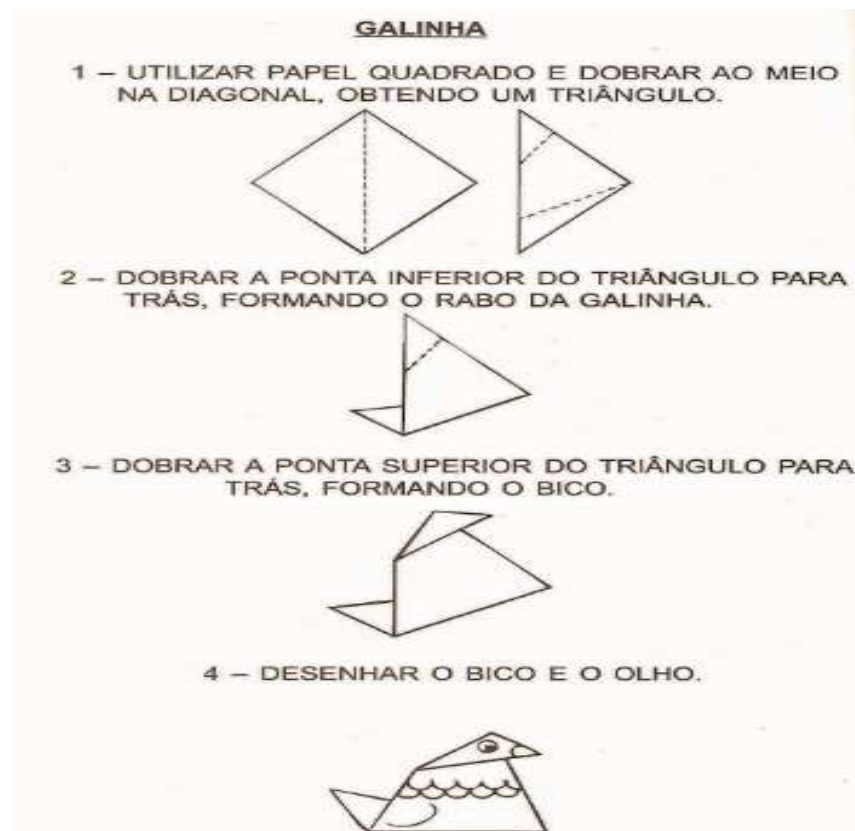 GALINHA
1 – UTILIZAR PAPEL QUADRADO E DOBRAR AO MEIO
NA DIAGONAL, OBTENDO UM TRIÂNGULO.
2 – DOBRAR A PONTA INFERIOR DO TRIÂNGULO PARA
TRÁS, FORMANDO O RABO DA GALINHA.
3 – DOBRAR A PONTA SUPERIOR DO TRIÂNGULO PARA
TRÁS, FORMANDO O BICO.
4 – DESENHAR O BICO E O OLHO.